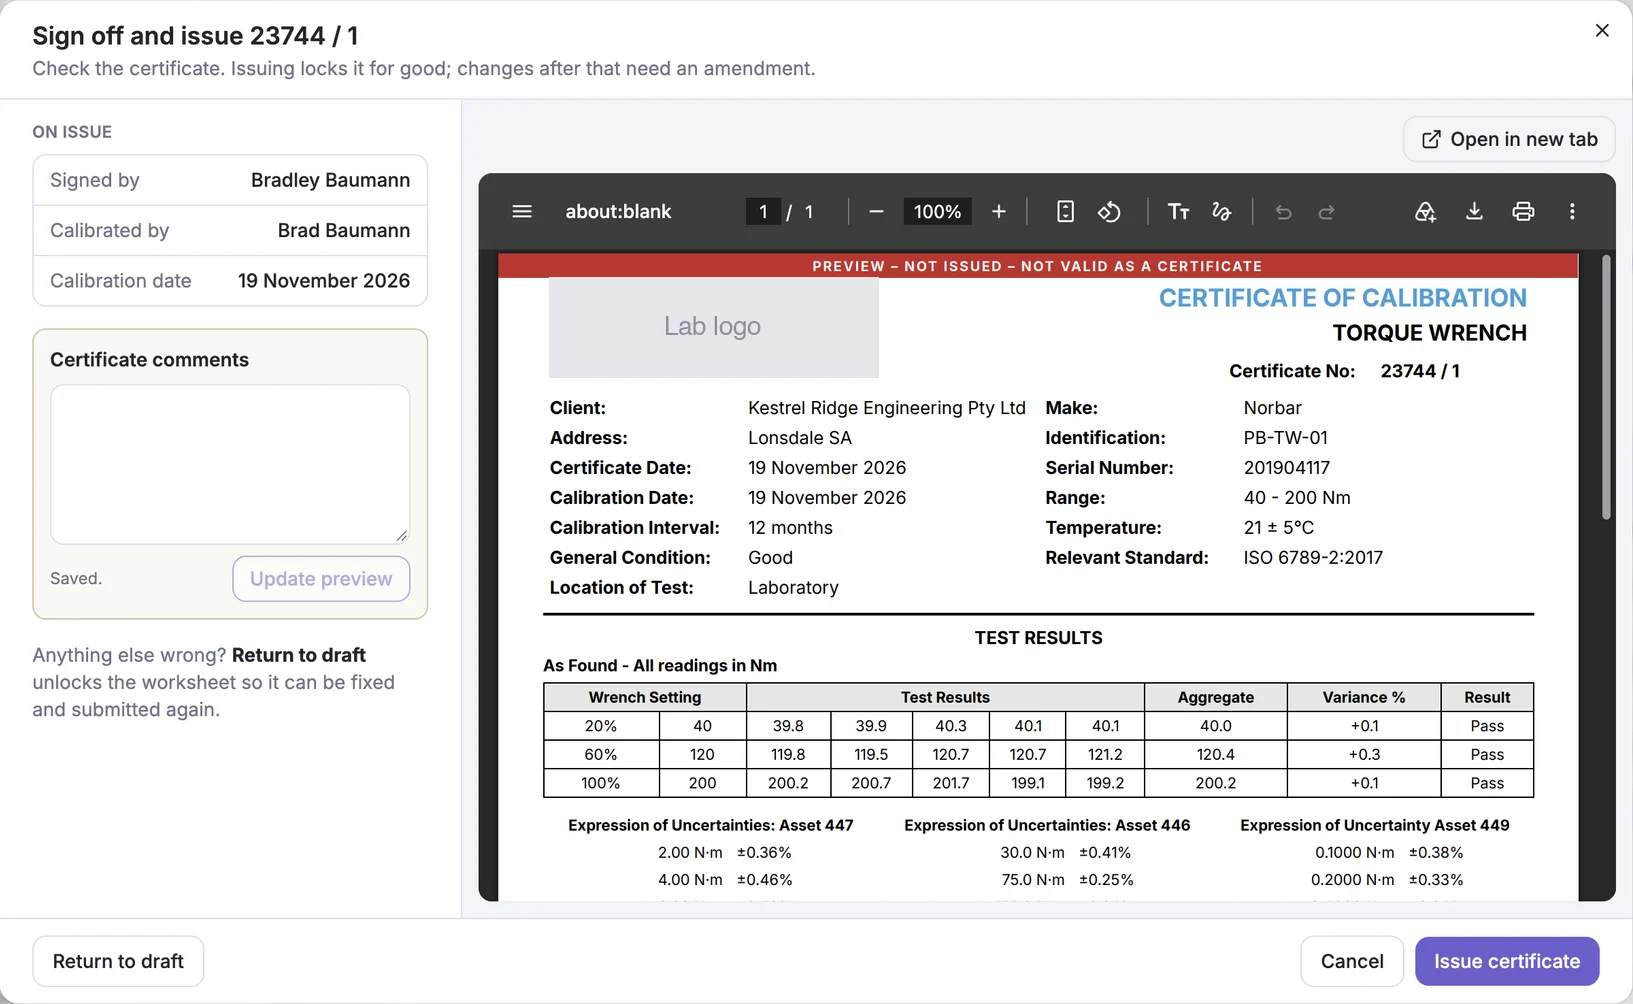 Sign off and issue 23744 / 1
Check the certificate. Issuing locks it for good; changes after that need an amendment.
ON ISSUE
Signed by Bradley Baumann
Calibrated by Brad Baumann
Calibration date 19 November 2026
Certificate comments
Saved. Update preview
Anything else wrong? Return to draft
unlocks the worksheet so it can be fixed
and submitted again.
Open in new tab
about:blank 1 / 1 100%
PREVIEW – NOT ISSUED – NOT VALID AS A CERTIFICATE
Lab logo
CERTIFICATE OF CALIBRATION
TORQUE WRENCH
Certificate No: 23744 / 1
Client: Kestrel Ridge Engineering Pty Ltd Make: Norbar
Address: Lonsdale SA Identification: PB-TW-01
Certificate Date: 19 November 2026 Serial Number: 201904117
Calibration Date: 19 November 2026 Range: 40 - 200 Nm
Calibration Interval: 12 months Temperature: 21 ± 5°C
General Condition: Good Relevant Standard: ISO 6789-2:2017
Location of Test: Laboratory
TEST RESULTS
As Found - All readings in Nm
Wrench Setting Test Results Aggregate Variance % Result
20% 40 39.8 39.9 40.3 40.1 40.1 40.0 +0.1 Pass
60% 120 119.8 119.5 120.7 120.7 121.2 120.4 +0.3 Pass
100% 200 200.2 200.7 201.7 199.1 199.2 200.2 +0.1 Pass
Expression of Uncertainties: Asset 447 Expression of Uncertainties: Asset 446 Expression of Uncertainty Asset 449
2.00 N·m ±0.36% 30.0 N·m ±0.41% 0.1000 N·m ±0.38%
4.00 N·m ±0.46% 75.0 N·m ±0.25% 0.2000 N·m ±0.33%
Return to draft Cancel Issue certificate